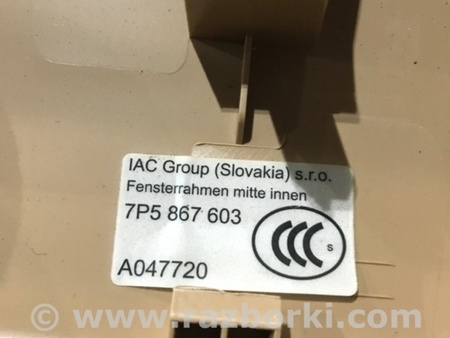 IAC Group (Slovakia) s.r.o.
Fensterrahmen mitte innen
7P5 867 603
CCC S
A047720
© www.razborki.com